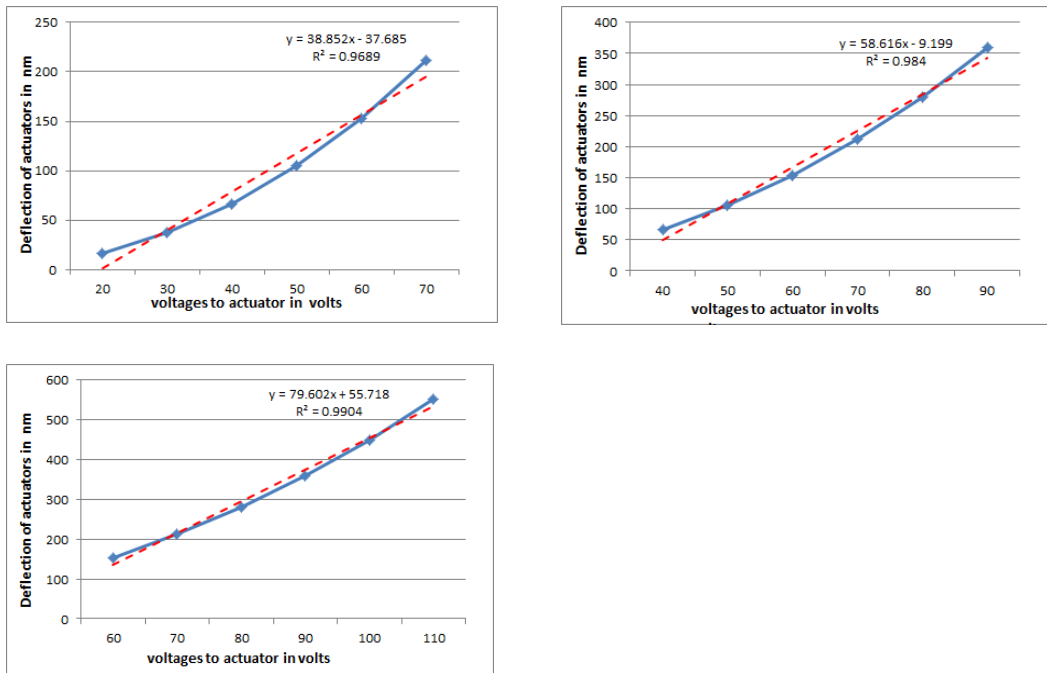 250
200
150
100
50
0
Deflection of actuators in nm
y = 38.852x - 37.685
R² = 0.9689
20 30 40 50 60 70
voltages to actuator in volts
400
350
300
250
200
150
100
50
0
Deflection of actuators in nm
y = 58.616x - 9.199
R² = 0.984
40 50 60 70 80 90
voltages to actuator in volts
600
500
400
300
200
100
0
Deflection of actuators in nm
y = 79.602x + 55.718
R² = 0.9904
60 70 80 90 100 110
voltages to actuator in volts